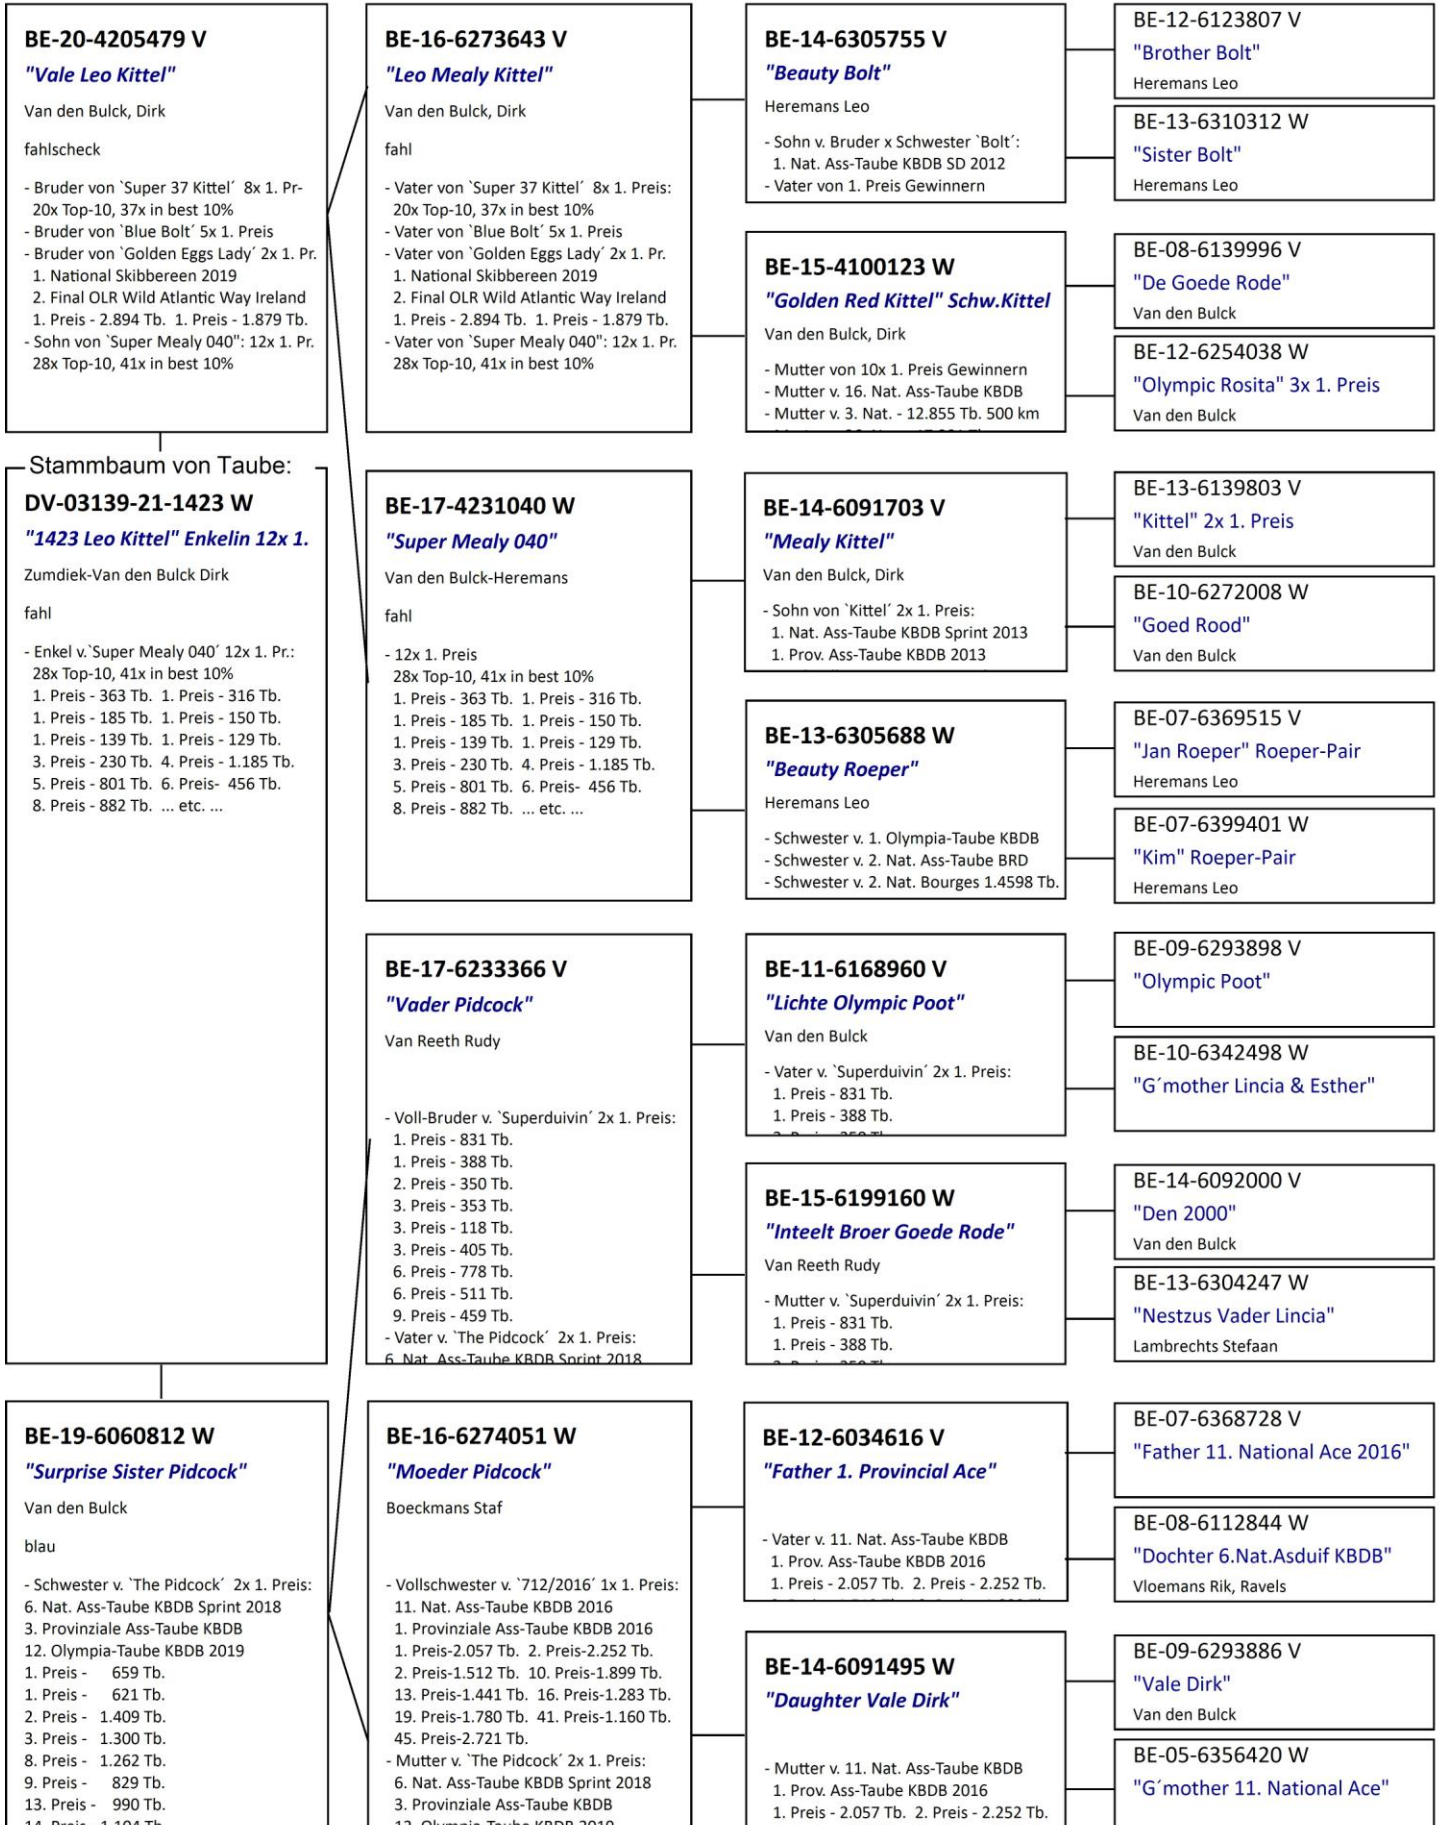 BE-20-4205479 V
"Vale Leo Kittel"
Van den Bulck, Dirk
fahlscheck
- Bruder von `Super 37 Kittel´ 8x 1. Pr-
20x Top-10, 37x in best 10%
- Bruder von `Blue Bolt´ 5x 1. Preis
- Bruder von `Golden Eggs Lady´ 2x 1. Pr.
1. National Skibbereen 2019
2. Final OLR Wild Atlantic Way Ireland
1. Preis - 2.894 Tb. 1. Preis - 1.879 Tb.
- Sohn von `Super Mealy 040": 12x 1. Pr.
28x Top-10, 41x in best 10%
Stammbaum von Taube:
DV-03139-21-1423 W
"1423 Leo Kittel" Enkelin 12x 1.
Zumdiek-Van den Bulck Dirk
fahl
- Enkel v.`Super Mealy 040´ 12x 1. Pr.:
28x Top-10, 41x in best 10%
1. Preis - 363 Tb. 1. Preis - 316 Tb.
1. Preis - 185 Tb. 1. Preis - 150 Tb.
1. Preis - 139 Tb. 1. Preis - 129 Tb.
3. Preis - 230 Tb. 4. Preis - 1.185 Tb.
5. Preis - 801 Tb. 6. Preis- 456 Tb.
8. Preis - 882 Tb. ... etc. ...
BE-19-6060812 W
"Surprise Sister Pidcock"
Van den Bulck
blau
- Schwester v. `The Pidcock´ 2x 1. Preis:
6. Nat. Ass-Taube KBDB Sprint 2018
3. Provinziale Ass-Taube KBDB
12. Olympia-Taube KBDB 2019
1. Preis - 659 Tb.
1. Preis - 621 Tb.
2. Preis - 1.409 Tb.
3. Preis - 1.300 Tb.
8. Preis - 1.262 Tb.
9. Preis - 829 Tb.
13. Preis - 990 Tb.
14. Preis - 1.104 Tb.
BE-16-6273643 V
"Leo Mealy Kittel"
Van den Bulck, Dirk
fahl
- Vater von `Super 37 Kittel´ 8x 1. Preis:
20x Top-10, 37x in best 10%
- Vater von `Blue Bolt´ 5x 1. Preis
- Vater von `Golden Eggs Lady´ 2x 1. Pr.
1. National Skibbereen 2019
2. Final OLR Wild Atlantic Way Ireland
1. Preis - 2.894 Tb. 1. Preis - 1.879 Tb.
- Vater von `Super Mealy 040": 12x 1. Pr.
28x Top-10, 41x in best 10%
BE-17-4231040 W
"Super Mealy 040"
Van den Bulck-Heremans
fahl
- 12x 1. Preis
28x Top-10, 41x in best 10%
1. Preis - 363 Tb. 1. Preis - 316 Tb.
1. Preis - 185 Tb. 1. Preis - 150 Tb.
1. Preis - 139 Tb. 1. Preis - 129 Tb.
3. Preis - 230 Tb. 4. Preis - 1.185 Tb.
5. Preis - 801 Tb. 6. Preis- 456 Tb.
8. Preis - 882 Tb. ... etc. ...
BE-17-6233366 V
"Vader Pidcock"
Van Reeth Rudy
- Voll-Bruder v. `Superduivin´ 2x 1. Preis:
1. Preis - 831 Tb.
1. Preis - 388 Tb.
2. Preis - 350 Tb.
3. Preis - 353 Tb.
3. Preis - 118 Tb.
3. Preis - 405 Tb.
6. Preis - 778 Tb.
6. Preis - 511 Tb.
9. Preis - 459 Tb.
- Vater v. `The Pidcock´ 2x 1. Preis:
6. Nat. Ass-Taube KBDB Sprint 2018
BE-16-6274051 W
"Moeder Pidcock"
Boeckmans Staf
- Vollschwester v. `712/2016´ 1x 1. Preis:
11. Nat. Ass-Taube KBDB 2016
1. Provinziale Ass-Taube KBDB 2016
1. Preis-2.057 Tb. 2. Preis-2.252 Tb.
2. Preis-1.512 Tb. 10. Preis-1.899 Tb.
13. Preis-1.441 Tb. 16. Preis-1.283 Tb.
19. Preis-1.780 Tb. 41. Preis-1.160 Tb.
45. Preis-2.721 Tb.
- Mutter v. `The Pidcock´ 2x 1. Preis:
6. Nat. Ass-Taube KBDB Sprint 2018
3. Provinziale Ass-Taube KBDB
12. Olympia-Taube KBDB 2019
BE-14-6305755 V
"Beauty Bolt"
Heremans Leo
- Sohn v. Bruder x Schwester `Bolt´:
1. Nat. Ass-Taube KBDB SD 2012
- Vater von 1. Preis Gewinnern
BE-15-4100123 W
"Golden Red Kittel" Schw.Kittel
Van den Bulck, Dirk
- Mutter von 10x 1. Preis Gewinnern
- Mutter v. 16. Nat. Ass-Taube KBDB
- Mutter v. 3. Nat. - 12.855 Tb. 500 km
BE-14-6091703 V
"Mealy Kittel"
Van den Bulck, Dirk
- Sohn von `Kittel´ 2x 1. Preis:
1. Nat. Ass-Taube KBDB Sprint 2013
1. Prov. Ass-Taube KBDB 2013
BE-13-6305688 W
"Beauty Roeper"
Heremans Leo
- Schwester v. 1. Olympia-Taube KBDB
- Schwester v. 2. Nat. Ass-Taube BRD
- Schwester v. 2. Nat. Bourges 1.4598 Tb.
BE-11-6168960 V
"Lichte Olympic Poot"
Van den Bulck
- Vater v. `Superduivin´ 2x 1. Preis:
1. Preis - 831 Tb.
1. Preis - 388 Tb.
BE-15-6199160 W
"Inteelt Broer Goede Rode"
Van Reeth Rudy
- Mutter v. `Superduivin´ 2x 1. Preis:
1. Preis - 831 Tb.
1. Preis - 388 Tb.
BE-12-6034616 V
"Father 1. Provincial Ace"
- Vater v. 11. Nat. Ass-Taube KBDB
1. Prov. Ass-Taube KBDB 2016
1. Preis - 2.057 Tb. 2. Preis - 2.252 Tb.
BE-14-6091495 W
"Daughter Vale Dirk"
- Mutter v. 11. Nat. Ass-Taube KBDB
1. Prov. Ass-Taube KBDB 2016
1. Preis - 2.057 Tb. 2. Preis - 2.252 Tb.
BE-12-6123807 V
"Brother Bolt"
Heremans Leo
BE-13-6310312 W
"Sister Bolt"
Heremans Leo
BE-08-6139996 V
"De Goede Rode"
Van den Bulck
BE-12-6254038 W
"Olympic Rosita" 3x 1. Preis
Van den Bulck
BE-13-6139803 V
"Kittel" 2x 1. Preis
Van den Bulck
BE-10-6272008 W
"Goed Rood"
Van den Bulck
BE-07-6369515 V
"Jan Roeper" Roeper-Pair
Heremans Leo
BE-07-6399401 W
"Kim" Roeper-Pair
Heremans Leo
BE-09-6293898 V
"Olympic Poot"
BE-10-6342498 W
"G´mother Lincia & Esther"
BE-14-6092000 V
"Den 2000"
Van den Bulck
BE-13-6304247 W
"Nestzus Vader Lincia"
Lambrechts Stefaan
BE-07-6368728 V
"Father 11. National Ace 2016"
BE-08-6112844 W
"Dochter 6.Nat.Asduif KBDB"
Vloemans Rik, Ravels
BE-09-6293886 V
"Vale Dirk"
Van den Bulck
BE-05-6356420 W
"G´mother 11. National Ace"